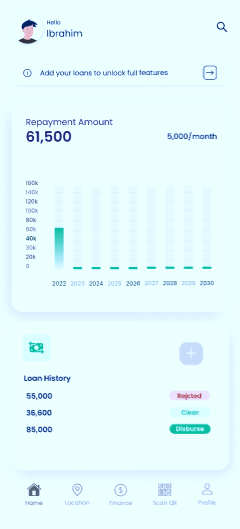 Hello
Ibrahim
Add your loans to unlock full features
Repayment Amount
61,500
5,000/month
160k
140k
120k
100k
80k
60k
40k
30k
20k
0
2022 2023 2024 2025 2026 2027 2028 2029 2030
Loan History
55,000 Rejcted
36,600 Clear
85,000 Disburse
Home Location Finance Scan QR Profile